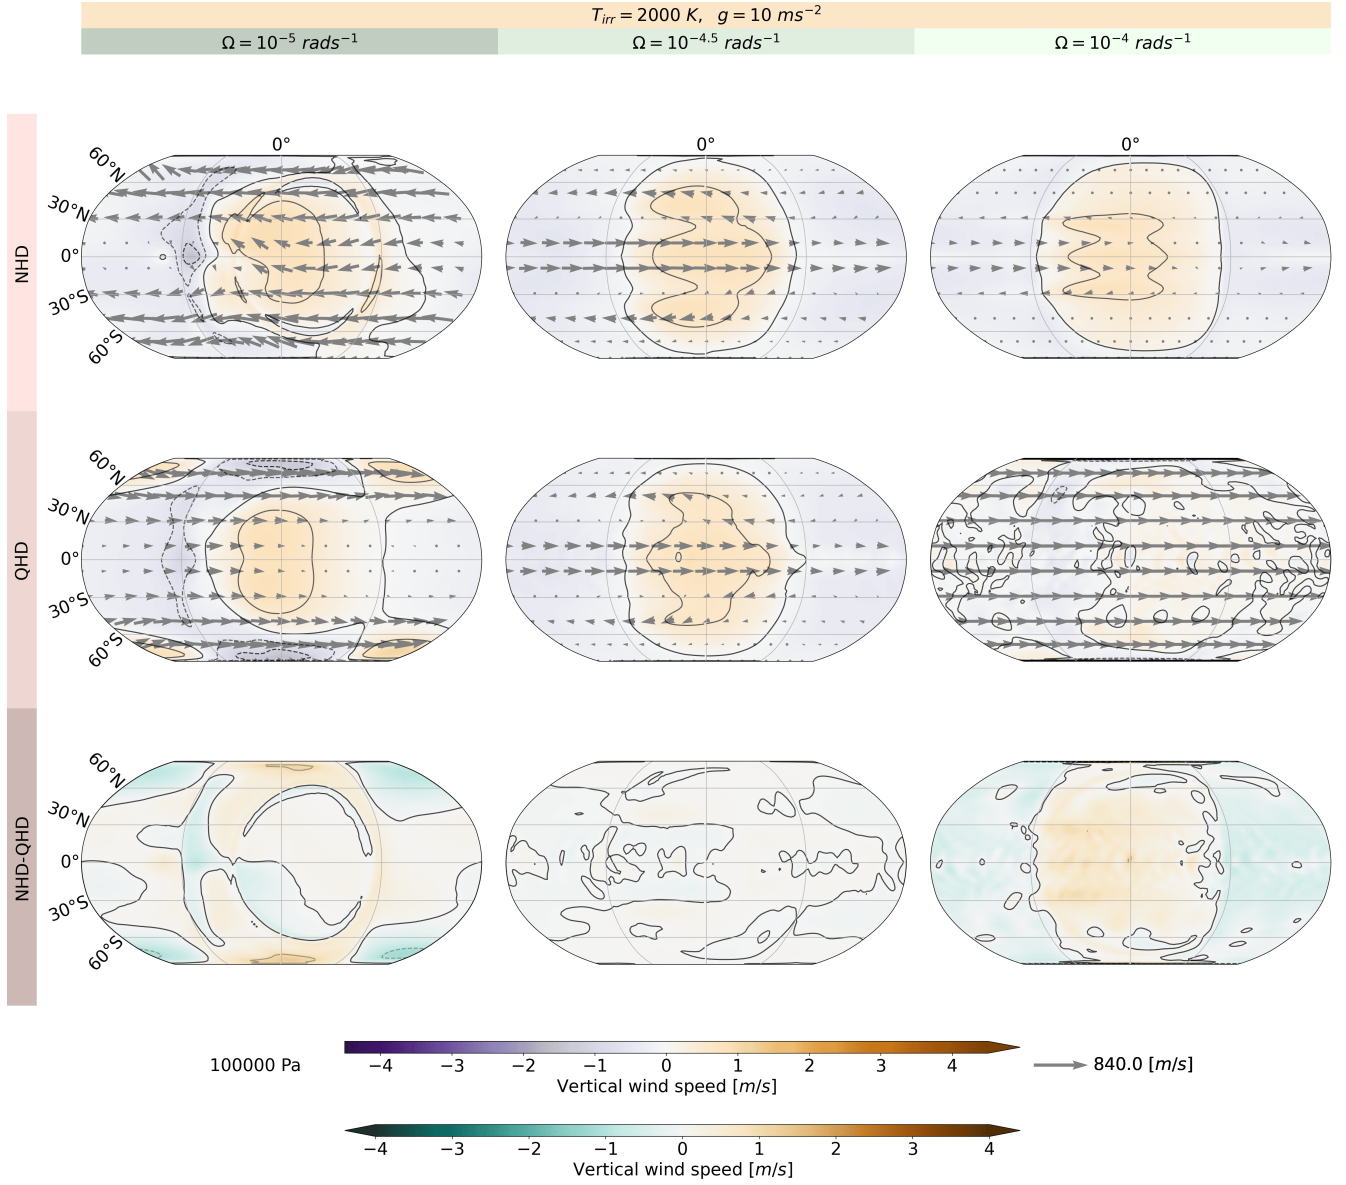 T_irr = 2000 K, g = 10 ms⁻²
Ω = 10⁻⁵ rads⁻¹ Ω = 10⁻⁴·⁵ rads⁻¹ Ω = 10⁻⁴ rads⁻¹
NHD
0° 0° 0°
60°N
30°N
0°
30°S
60°S
QHD
60°N
30°N
0°
30°S
60°S
NHD-QHD
60°N
30°N
0°
30°S
60°S
100000 Pa
−4 −3 −2 −1 0 1 2 3 4
Vertical wind speed [m/s]
840.0 [m/s]
−4 −3 −2 −1 0 1 2 3 4
Vertical wind speed [m/s]